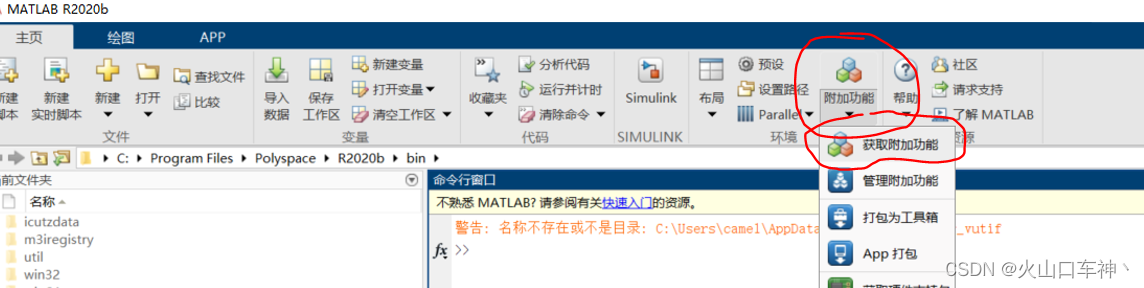 MATLAB R2020b
主页 绘图 APP
新建 查找文件 分析代码 新建变量 预设 社区
新建 新建 打开 比较 导入 保存 打开变量 收藏夹 运行并计时 Simulink 布局 设置路径 附加功能 帮助 请求支持
脚本 实时脚本 数据 工作区 清空工作区 清除命令 Parallel 了解 MATLAB
文件 变量 代码 SIMULINK 环境 资源
C: Program Files Polyspace R2020b bin
获取附加功能
当前文件夹 命令行窗口
管理附加功能
名称 不熟悉 MATLAB? 请参阅有关快速入门的资源。
icutzdata 警告: 名称不存在或不是目录: C:\Users\camel\AppData _vutif
打包为工具箱
m3iregistry
util fx >>
App 打包
win32
CSDN @火山口车神丶